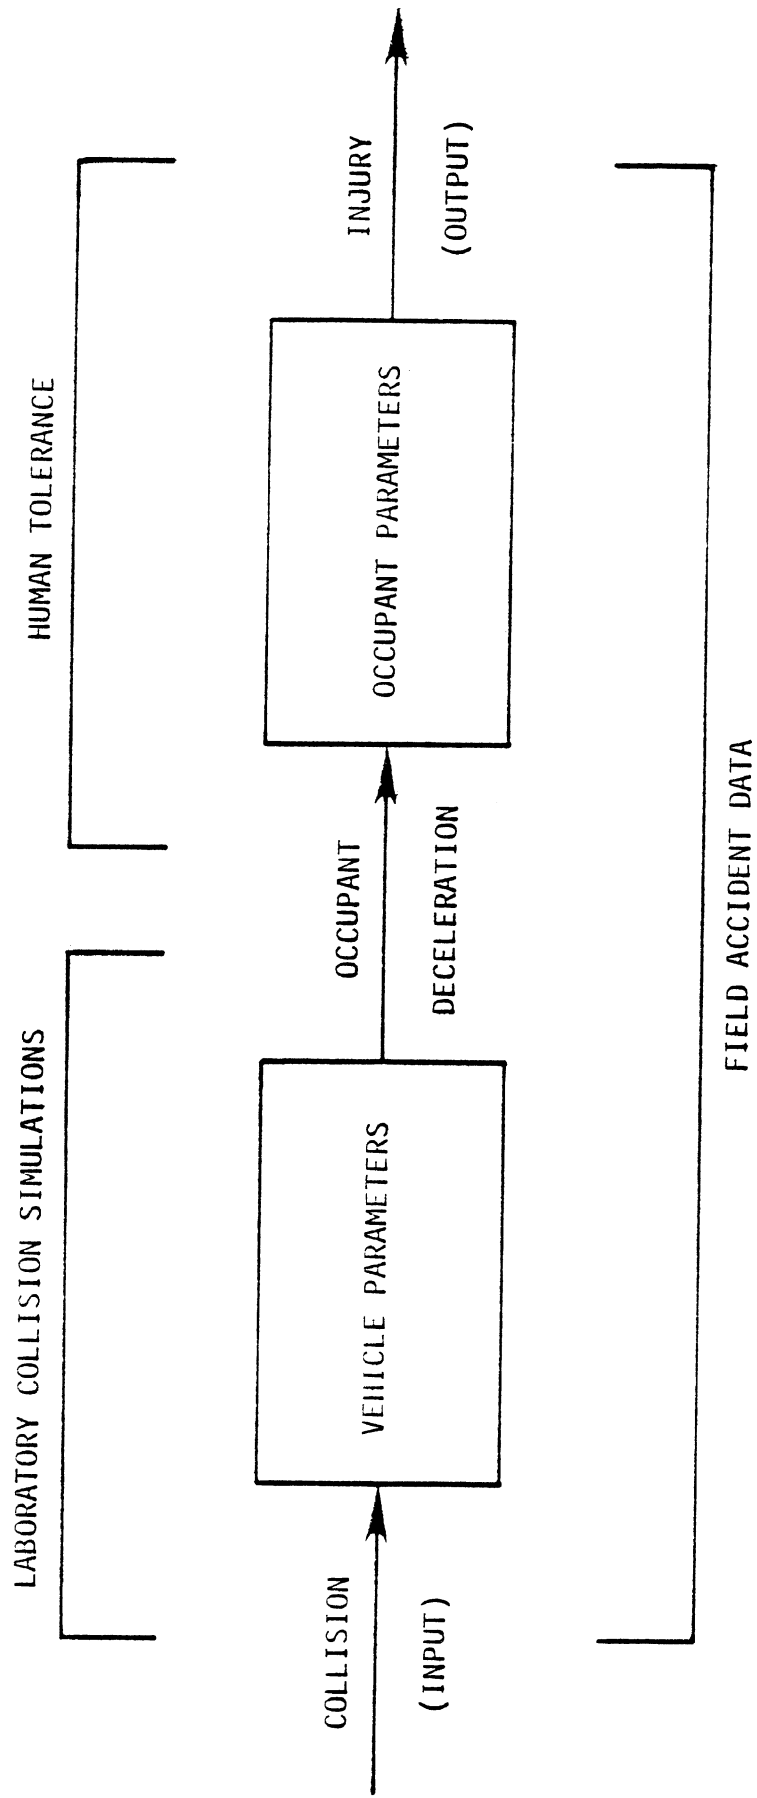 LABORATORY COLLISION SIMULATIONS
HUMAN TOLERANCE
COLLISION
(INPUT)
VEHICLE PARAMETERS
OCCUPANT
DECELERATION
OCCUPANT PARAMETERS
INJURY
(OUTPUT)
FIELD ACCIDENT DATA